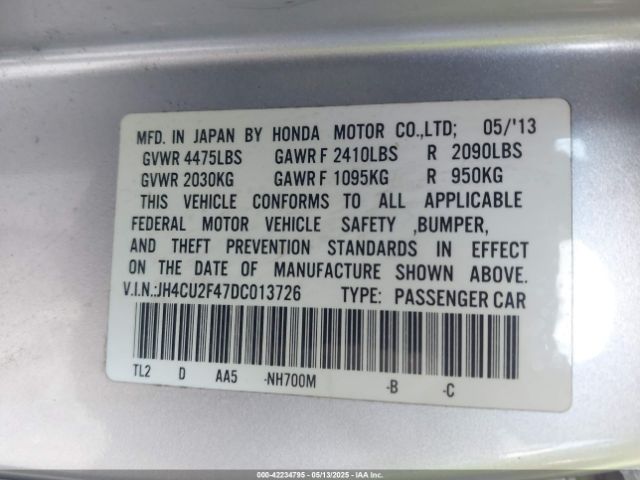 MFD. IN JAPAN BY HONDA MOTOR CO.,LTD; 05/'13
GVWR 4475LBS GAWR F 2410LBS R 2090LBS
GVWR 2030KG GAWR F 1095KG R 950KG
THIS VEHICLE CONFORMS TO ALL APPLICABLE
FEDERAL MOTOR VEHICLE SAFETY ,BUMPER,
AND THEFT PREVENTION STANDARDS IN EFFECT
ON THE DATE OF MANUFACTURE SHOWN ABOVE.
V.I.N.:JH4CU2F47DC013726 TYPE: PASSENGER CAR
TL2 D AA5 -NH700M -B -C
000-42234795 - 05/13/2025 - IAA Inc.